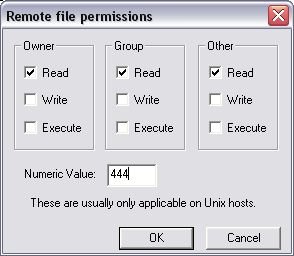 Remote file permissions
Owner Group Other
Read Read Read
Write Write Write
Execute Execute Execute
Numeric Value: 444
These are usually only applicable on Unix hosts.
OK Cancel